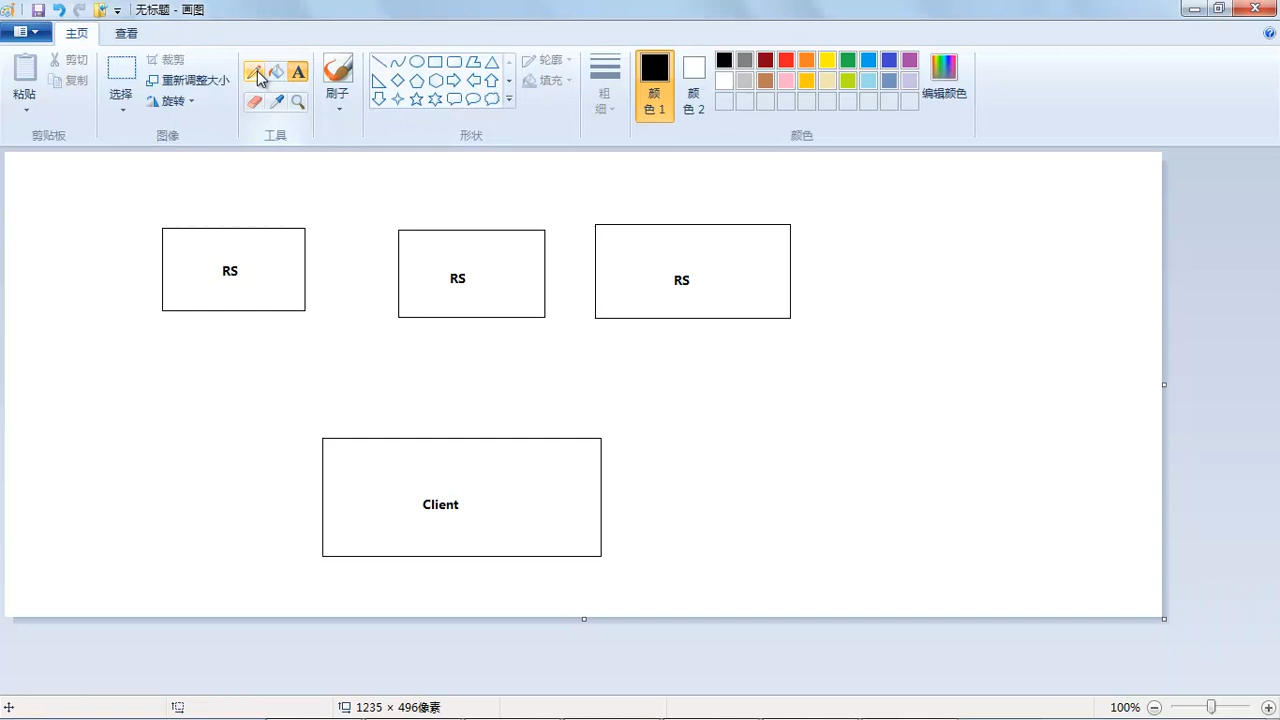 无标题 - 画图
主页
查看
粘贴
剪切
复制
剪贴板
选择
裁剪
重新调整大小
旋转
图像
A
工具
刷子
轮廓
填充
形状
粗
细
颜
色 1
颜
色 2
编辑颜色
颜色
RS
RS
RS
Client
1235 × 496像素
100%